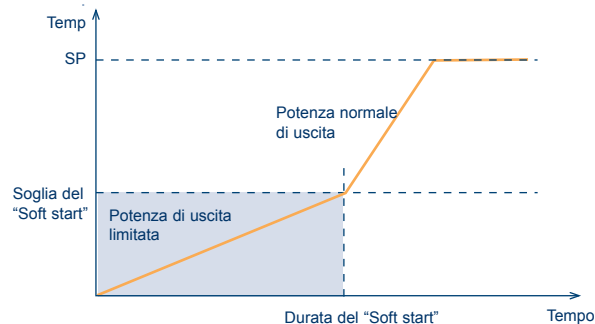 Temp
SP
Potenza normale
di uscita
Soglia del
“Soft start”
Potenza di uscita
limitata
Durata del “Soft start”
Tempo